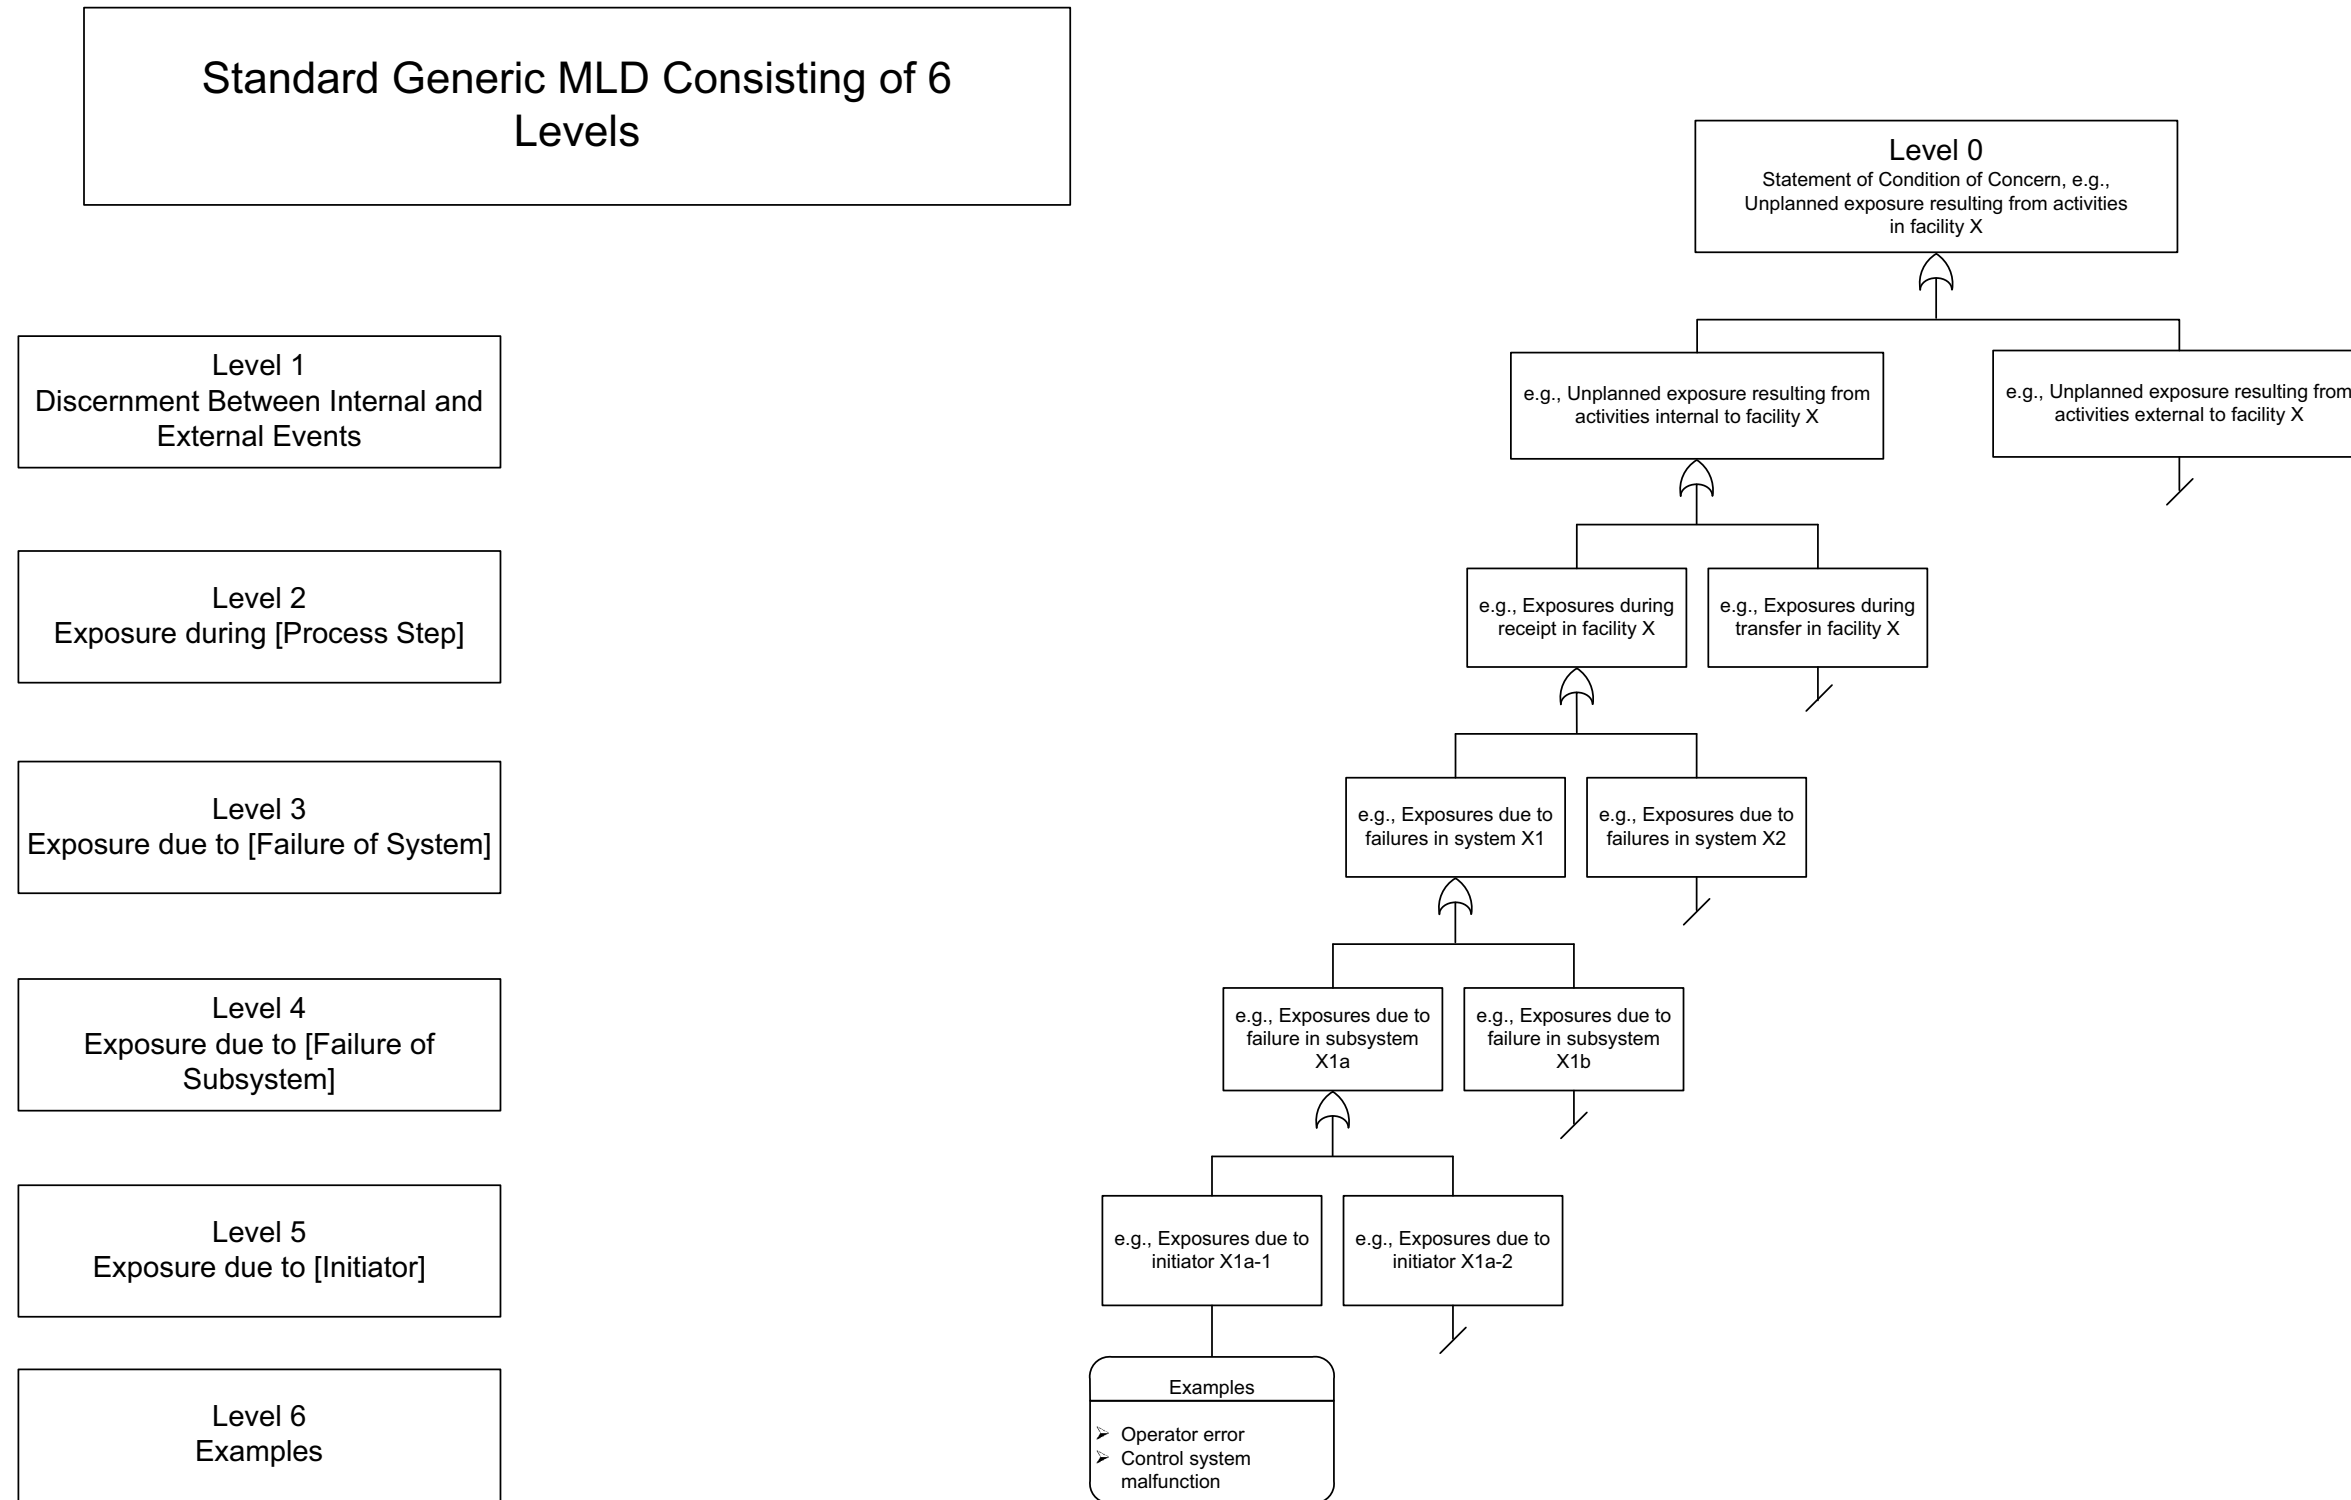 Standard Generic MLD Consisting of 6
Levels
Level 0
Statement of Condition of Concern, e.g.,
Unplanned exposure resulting from activities
in facility X
Level 1
Discernment Between Internal and
External Events
e.g., Unplanned exposure resulting from
activities internal to facility X
e.g., Unplanned exposure resulting from
activities external to facility X
Level 2
Exposure during [Process Step]
e.g., Exposures during
receipt in facility X
e.g., Exposures during
transfer in facility X
Level 3
Exposure due to [Failure of System]
e.g., Exposures due to
failures in system X1
e.g., Exposures due to
failures in system X2
Level 4
Exposure due to [Failure of
Subsystem]
e.g., Exposures due to
failure in subsystem
X1a
e.g., Exposures due to
failure in subsystem
X1b
Level 5
Exposure due to [Initiator]
e.g., Exposures due to
initiator X1a-1
e.g., Exposures due to
initiator X1a-2
Level 6
Examples
Examples
➢ Operator error
➢ Control system
malfunction